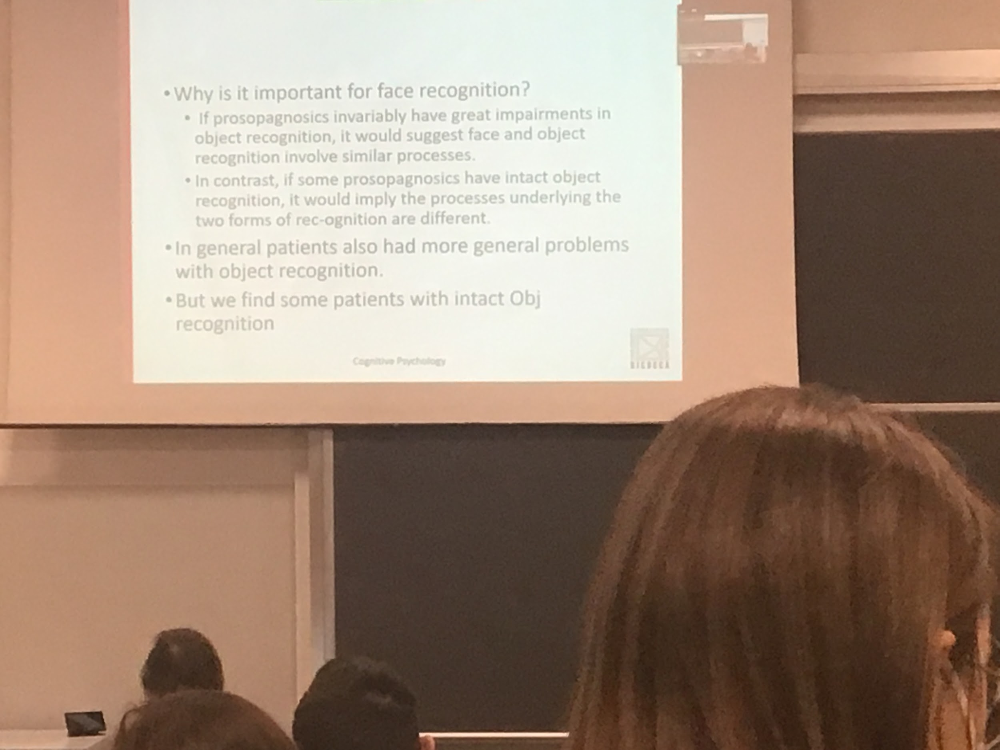 • Why is it important for face recognition?
• If prosopagnosics invariably have great impairments in
object recognition, it would suggest face and object
recognition involve similar processes.
• In contrast, if some prosopagnosics have intact object
recognition, it would imply the processes underlying the
two forms of rec-ognition are different.
• In general patients also had more general problems
with object recognition.
• But we find some patients with intact Obj
recognition
Cognitive Psychology
BICOCCA